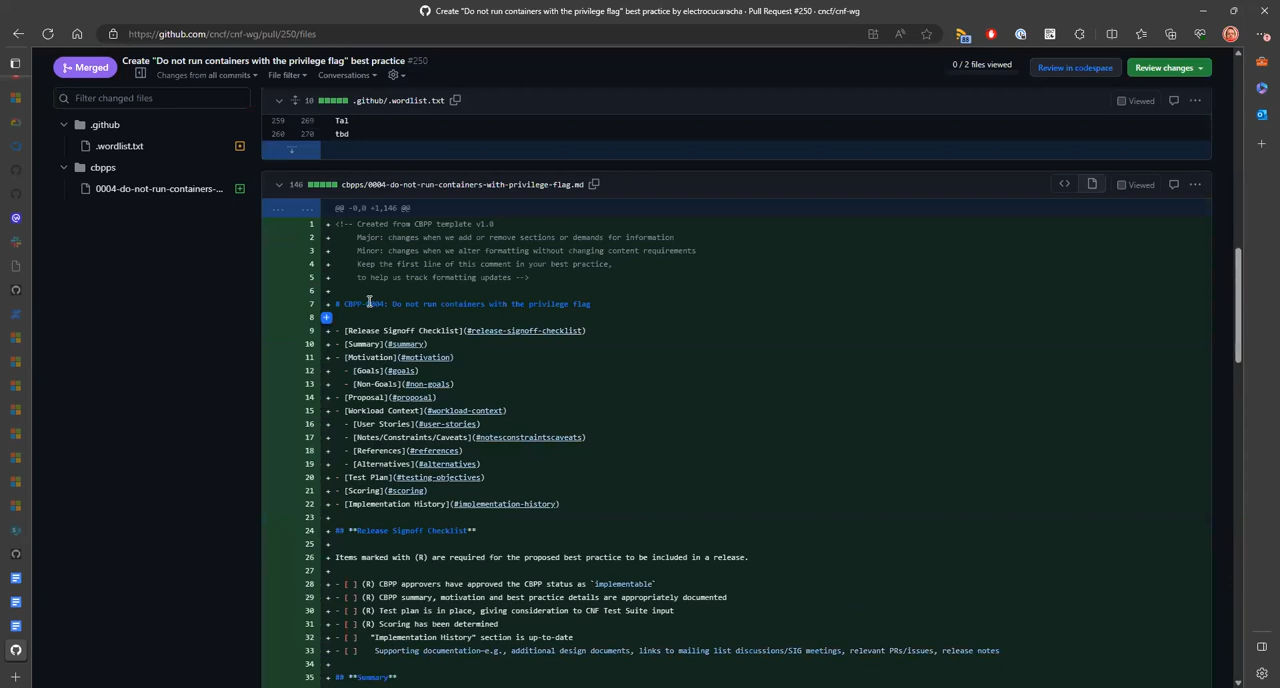 Create "Do not run containers with the privilege flag" best practice by electrocucaracha · Pull Request #250 · cncf/cnf-wg
https://github.com/cncf/cnf-wg/pull/250/files
Merged
Create "Do not run containers with the privilege flag" best practice #250
Changes from all commits
File filter
Conversations
0 / 2 files viewed
Review in codespace
Review changes
Filter changed files
.github
.wordlist.txt
cbpps
0004-do-not-run-containers-...
10 .github/.wordlist.txt
Viewed
259 269 Tal
260 270 tbd
146 cbpps/0004-do-not-run-containers-with-privilege-flag.md
Viewed
... ... @@ -0,0 +1,146 @@
1 + <!-- Created from CBPP template v1.0
2 + Major: changes when we add or remove sections or demands for information
3 + Minor: changes when we alter formatting without changing content requirements
4 + Keep the first line of this comment in your best practice,
5 + to help us track formatting updates -->
6 +
7 + # CBPP-0004: Do not run containers with the privilege flag
8 +
9 + - [Release Signoff Checklist](#release-signoff-checklist)
10 + - [Summary](#summary)
11 + - [Motivation](#motivation)
12 + - [Goals](#goals)
13 + - [Non-Goals](#non-goals)
14 + - [Proposal](#proposal)
15 + - [Workload Context](#workload-context)
16 + - [User Stories](#user-stories)
17 + - [Notes/Constraints/Caveats](#notesconstraintscaveats)
18 + - [References](#references)
19 + - [Alternatives](#alternatives)
20 + - [Test Plan](#testing-objectives)
21 + - [Scoring](#scoring)
22 + - [Implementation History](#implementation-history)
23 +
24 + ## **Release Signoff Checklist**
25 +
26 + Items marked with (R) are required for the proposed best practice to be included in a release.
27 +
28 + - [ ] (R) CBPP approvers have approved the CBPP status as `implementable`
29 + - [ ] (R) CBPP summary, motivation and best practice details are appropriately documented
30 + - [ ] (R) Test plan is in place, giving consideration to CNF Test Suite input
31 + - [ ] (R) Scoring has been determined
32 + - [ ] "Implementation History" section is up-to-date
33 + - [ ] Supporting documentation—e.g., additional design documents, links to mailing list discussions/SIG meetings, relevant PRs/issues, release notes
34 +
35 + ## **Summary**